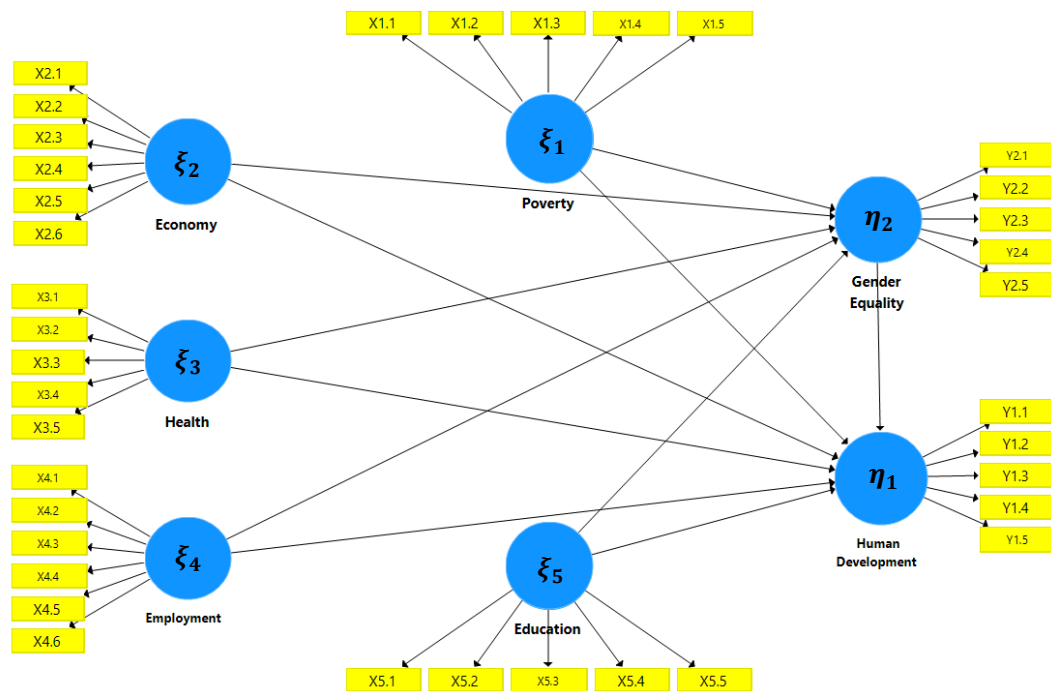 X1.1
X1.2
X1.3
X1.4
X1.5
ξ₁
Poverty
X2.1
X2.2
X2.3
X2.4
X2.5
X2.6
ξ₂
Economy
Y2.1
Y2.2
Y2.3
Y2.4
Y2.5
η₂
Gender
Equality
X3.1
X3.2
X3.3
X3.4
X3.5
ξ₃
Health
Y1.1
Y1.2
Y1.3
Y1.4
Y1.5
η₁
Human
Development
X4.1
X4.2
X4.3
X4.4
X4.5
X4.6
ξ₄
Employment
ξ₅
Education
X5.1
X5.2
X5.3
X5.4
X5.5